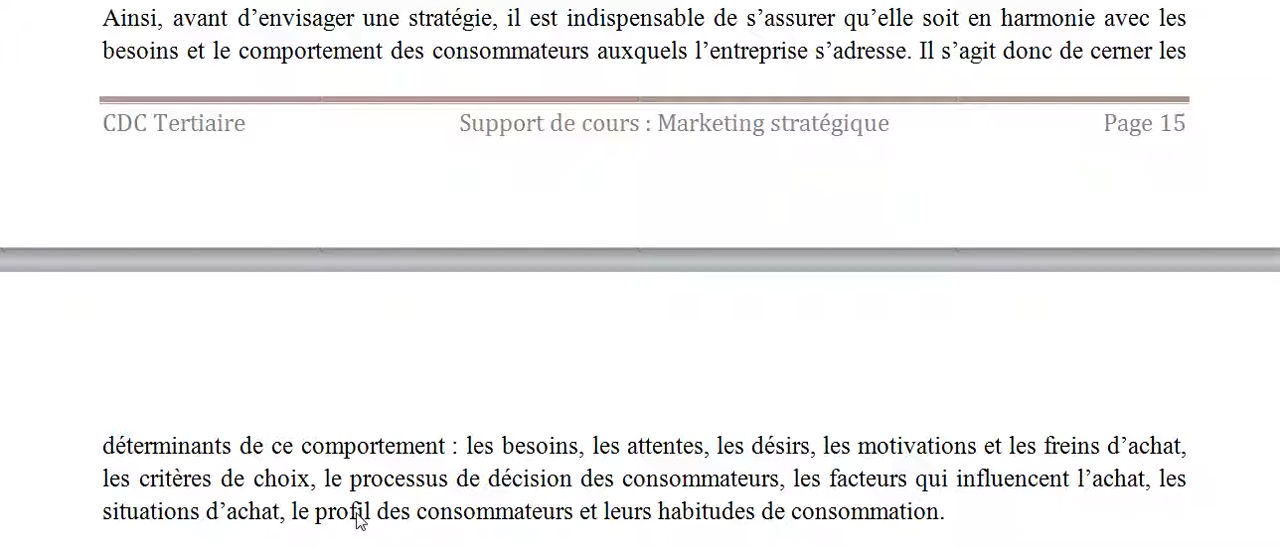 Ainsi, avant d’envisager une stratégie, il est indispensable de s’assurer qu’elle soit en harmonie avec les
besoins et le comportement des consommateurs auxquels l’entreprise s’adresse. Il s’agit donc de cerner les
CDC Tertiaire Support de cours : Marketing stratégique Page 15
déterminants de ce comportement : les besoins, les attentes, les désirs, les motivations et les freins d’achat,
les critères de choix, le processus de décision des consommateurs, les facteurs qui influencent l’achat, les
situations d’achat, le profil des consommateurs et leurs habitudes de consommation.